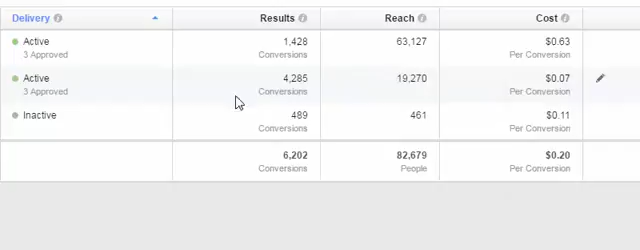 Delivery Results Reach Cost
Active 1,428 63,127 $0.63
3 Approved Conversions Per Conversion
Active 4,285 19,270 $0.07
3 Approved Conversions Per Conversion
Inactive 489 461 $0.11
Conversions Per Conversion
6,202 82,679 $0.20
Conversions People Per Conversion